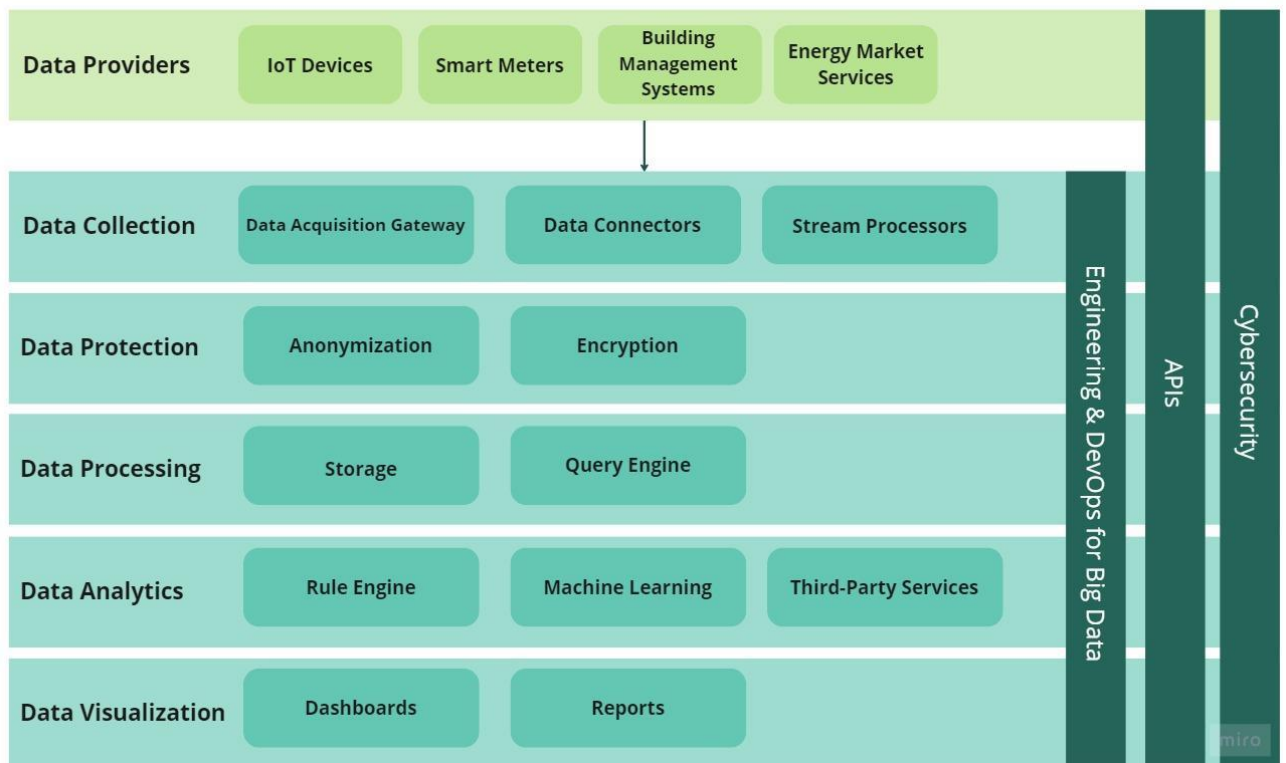 Data Providers
IoT Devices
Smart Meters
Building
Management
Systems
Energy Market
Services
Data Collection
Data Acquisition Gateway
Data Connectors
Stream Processors
Data Protection
Anonymization
Encryption
Data Processing
Storage
Query Engine
Data Analytics
Rule Engine
Machine Learning
Third-Party Services
Data Visualization
Dashboards
Reports
Engineering & DevOps for Big Data
APIs
Cybersecurity
miro